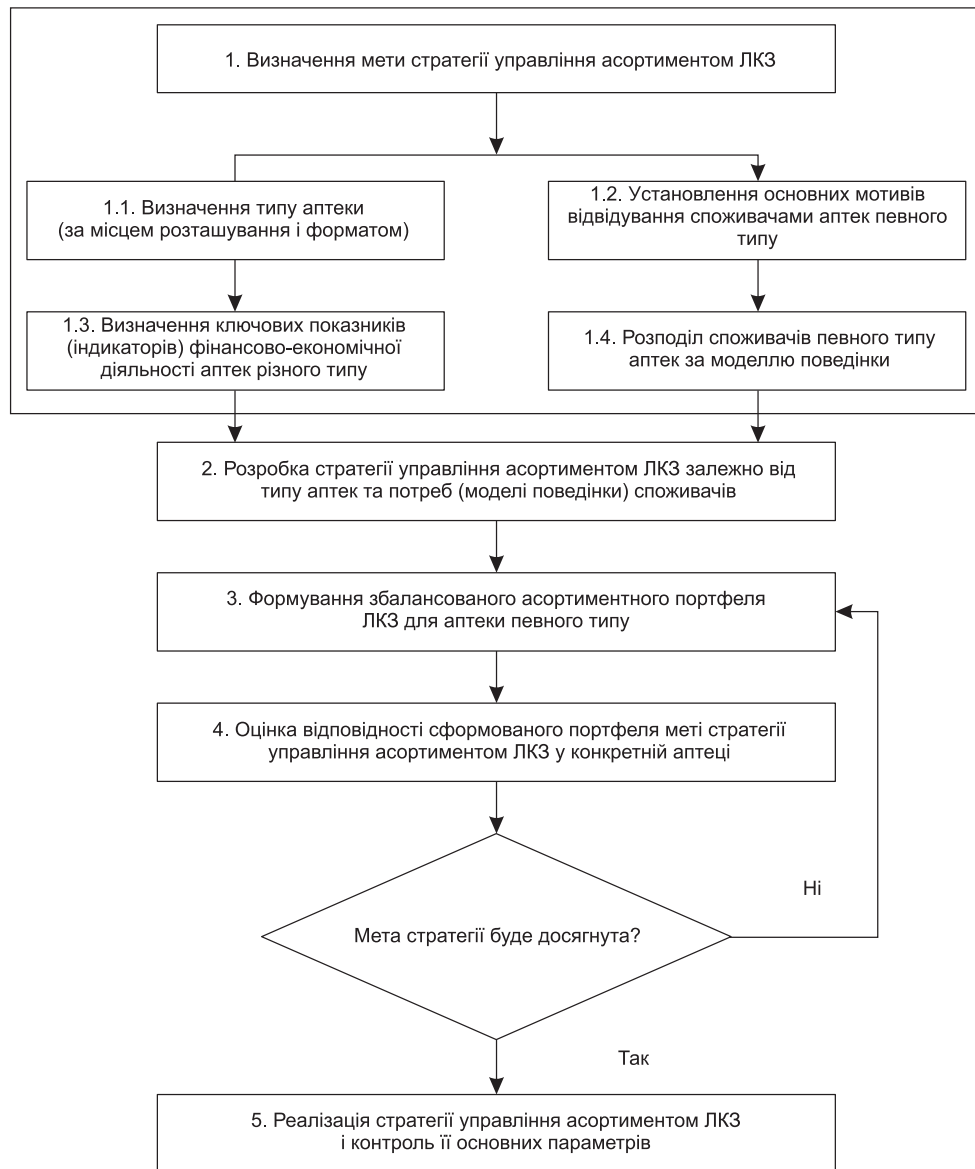 1. Визначення мети стратегії управління асортиментом ЛКЗ
1.1. Визначення типу аптеки
(за місцем розташування і форматом)
1.2. Установлення основних мотивів
відвідування споживачами аптек певного
типу
1.3. Визначення ключових показників
(індикаторів) фінансово-економічної
діяльності аптек різного типу
1.4. Розподіл споживачів певного типу
аптек за моделлю поведінки
2. Розробка стратегії управління асортиментом ЛКЗ залежно від
типу аптек та потреб (моделі поведінки) споживачів
3. Формування збалансованого асортиментного портфеля
ЛКЗ для аптеки певного типу
4. Оцінка відповідності сформованого портфеля меті стратегії
управління асортиментом ЛКЗ у конкретній аптеці
Ні
Мета стратегії буде досягнута?
Так
5. Реалізація стратегії управління асортиментом ЛКЗ
і контроль її основних параметрів